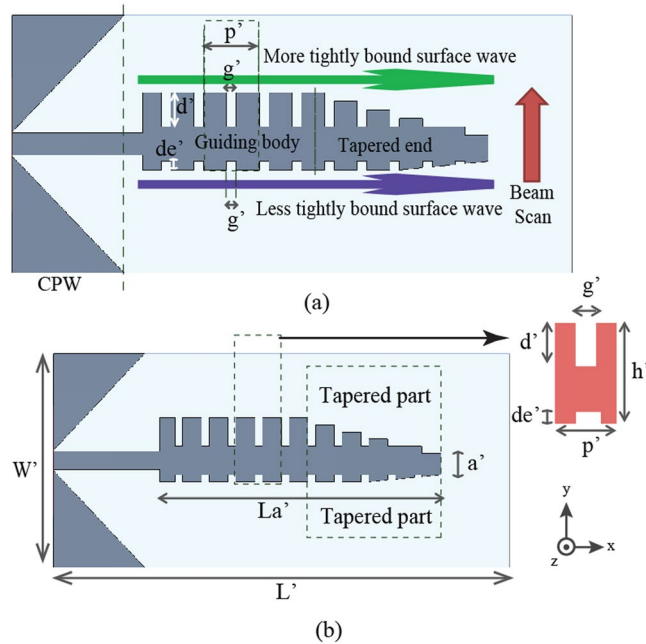 p’
More tightly bound surface wave
g’
d’
Guiding body
Tapered end
de’
Less tightly bound surface wave
g’
Beam
Scan
CPW
(a)
g’
d’
h’
de’
p’
Tapered part
W’
a’
La’
Tapered part
y
x
z
L’
(b)